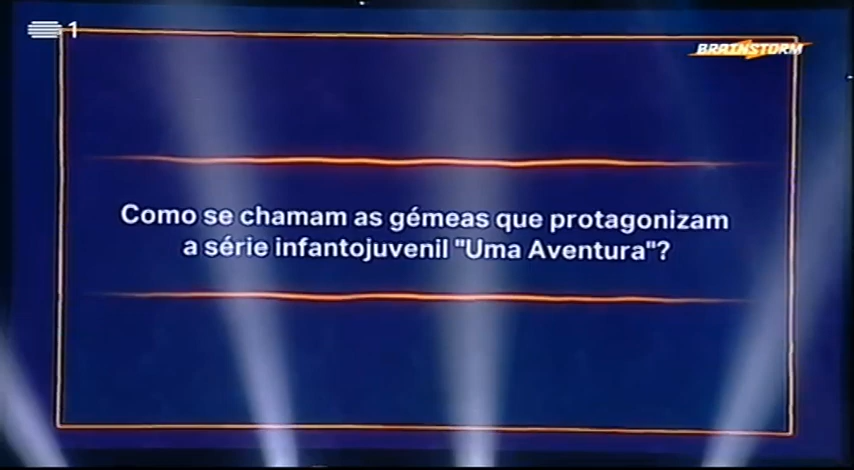 1
BRAINSTORM
Como se chamam as gémeas que protagonizam
a série infantojuvenil "Uma Aventura"?